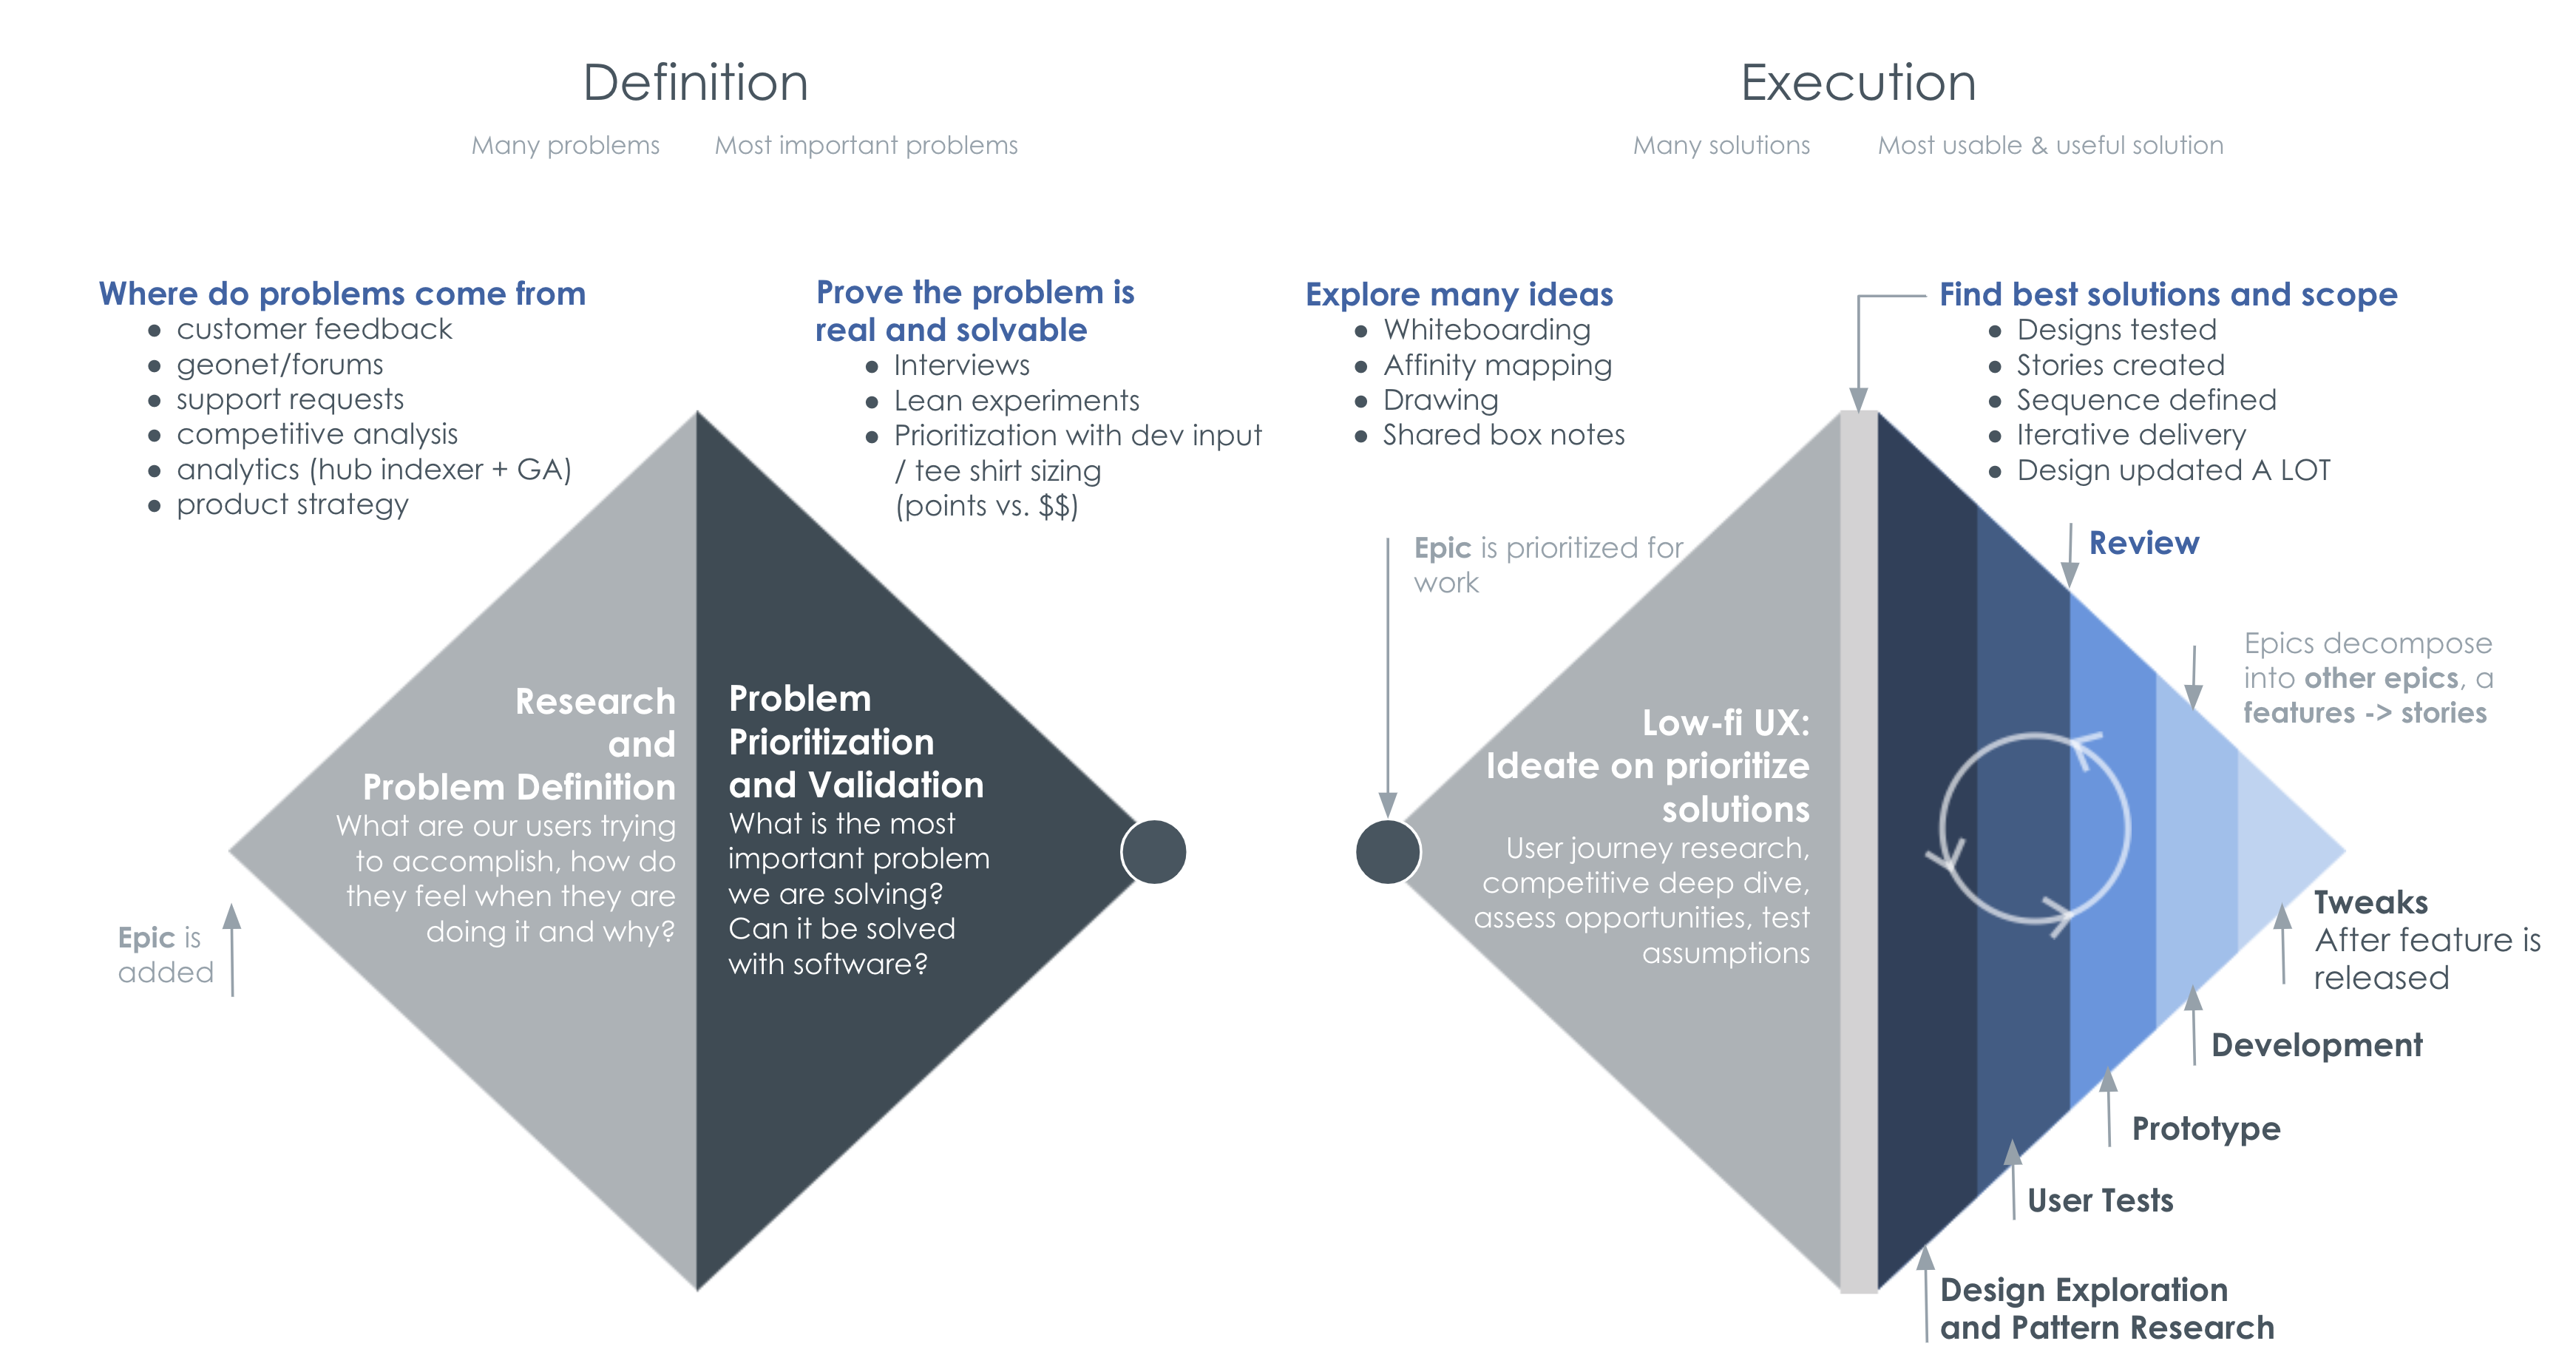 Definition
Many problems
Most important problems
Where do problems come from
● customer feedback
● geonet/forums
● support requests
● competitive analysis
● analytics (hub indexer + GA)
● product strategy
Prove the problem is
real and solvable
● Interviews
● Lean experiments
● Prioritization with dev input
/ tee shirt sizing
(points vs. $$)
Research
and
Problem Definition
What are our users trying
to accomplish, how do
they feel when they are
doing it and why?
Problem
Prioritization
and Validation
What is the most
important problem
we are solving?
Can it be solved
with software?
Epic is
added
Execution
Many solutions
Most usable & useful solution
Explore many ideas
● Whiteboarding
● Affinity mapping
● Drawing
● Shared box notes
Epic is prioritized for
work
Find best solutions and scope
● Designs tested
● Stories created
● Sequence defined
● Iterative delivery
● Design updated A LOT
Review
Epics decompose
into other epics, a
features -> stories
Low-fi UX:
Ideate on prioritize
solutions
User journey research,
competitive deep dive,
assess opportunities, test
assumptions
Tweaks
After feature is
released
Development
Prototype
User Tests
Design Exploration
and Pattern Research